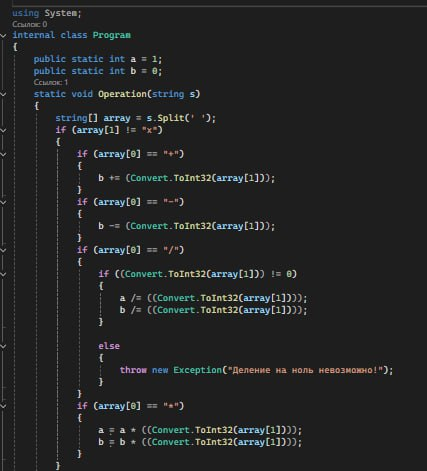 using System;
Ссылок: 0
internal class Program
{
public static int a = 1;
public static int b = 0;
Ссылок: 1
static void Operation(string s)
{
string[] array = s.Split(' ');
if (array[1] != "x")
{
if (array[0] == "+")
{
b += (Convert.ToInt32(array[1]));
}
if (array[0] == "-")
{
b -= (Convert.ToInt32(array[1]));
}
if (array[0] == "/")
{
if ((Convert.ToInt32(array[1])) != 0)
{
a /= ((Convert.ToInt32(array[1])));
b /= ((Convert.ToInt32(array[1])));
}
else
{
throw new Exception("Деление на ноль невозможно!");
}
}
if (array[0] == "*")
{
a = a * ((Convert.ToInt32(array[1])));
b = b * ((Convert.ToInt32(array[1])));
}
}